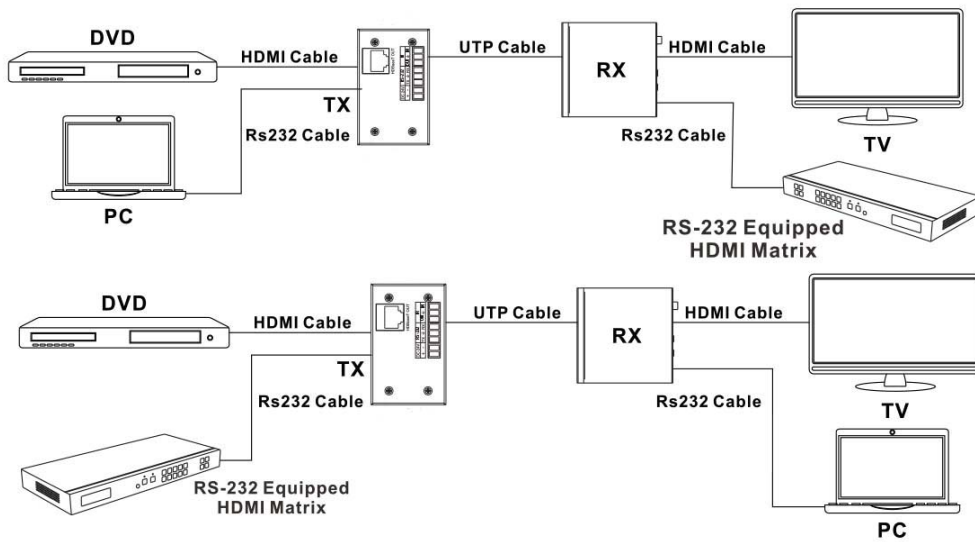 DVD
HDMI Cable
UTP Cable
HDMI Cable
RX
TX
Rs232 Cable
Rs232 Cable
TV
PC
RS-232 Equipped
HDMI Matrix
DVD
HDMI Cable
UTP Cable
HDMI Cable
RX
TX
Rs232 Cable
Rs232 Cable
TV
RS-232 Equipped
HDMI Matrix
PC